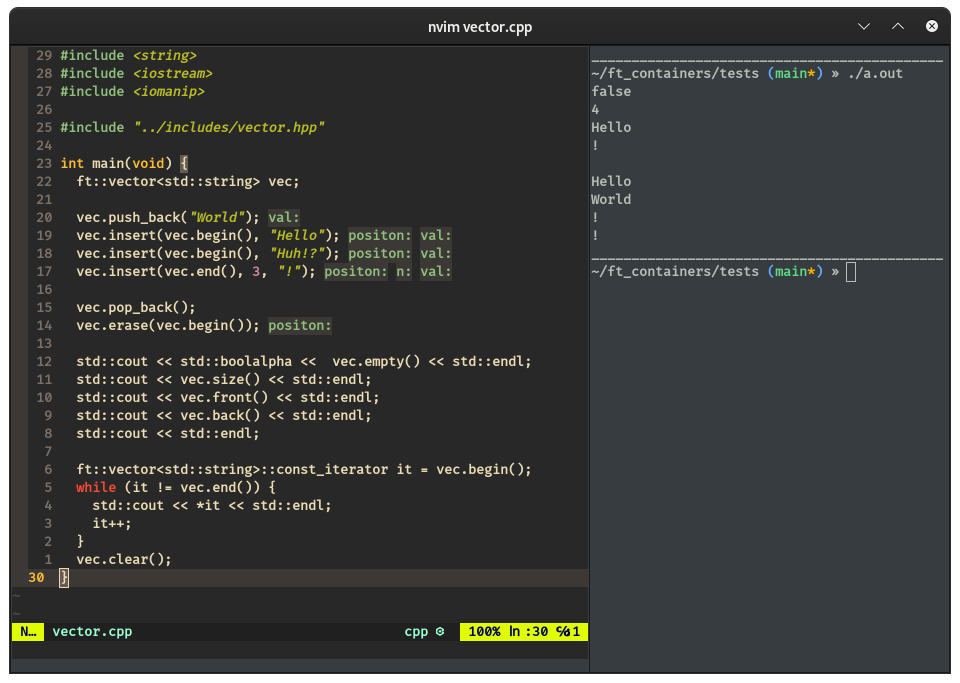 nvim vector.cpp
29 #include <string>
28 #include <iostream>
27 #include <iomanip>
26
25 #include "../includes/vector.hpp"
24
23 int main(void) {
22   ft::vector<std::string> vec;
21
20   vec.push_back("World"); val:
19   vec.insert(vec.begin(), "Hello"); positon: val:
18   vec.insert(vec.begin(), "Huh!?"); positon: val:
17   vec.insert(vec.end(), 3, "!"); positon: n: val:
16
15   vec.pop_back();
14   vec.erase(vec.begin()); positon:
13
12   std::cout << std::boolalpha <<  vec.empty() << std::endl;
11   std::cout << vec.size() << std::endl;
10   std::cout << vec.front() << std::endl;
9   std::cout << vec.back() << std::endl;
8   std::cout << std::endl;
7
6   ft::vector<std::string>::const_iterator it = vec.begin();
5   while (it != vec.end()) {
4     std::cout << *it << std::endl;
3     it++;
2   }
1   vec.clear();
30 }
~
~
N… vector.cpp cpp ⚙ 100% ln :30 ℅1
~/ft_containers/tests (main*) » ./a.out
false
4
Hello
!

Hello
World
!
!
~/ft_containers/tests (main*) »